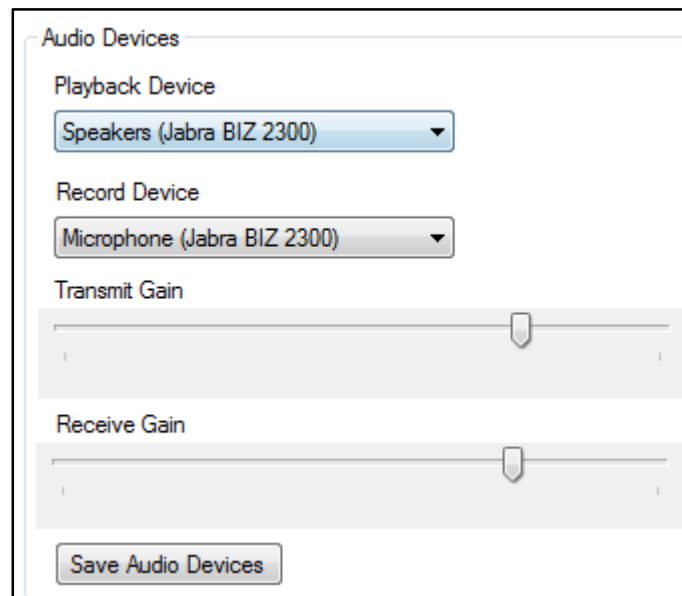 Audio Devices
Playback Device
Speakers (Jabra BIZ 2300)
Record Device
Microphone (Jabra BIZ 2300)
Transmit Gain
Receive Gain
Save Audio Devices